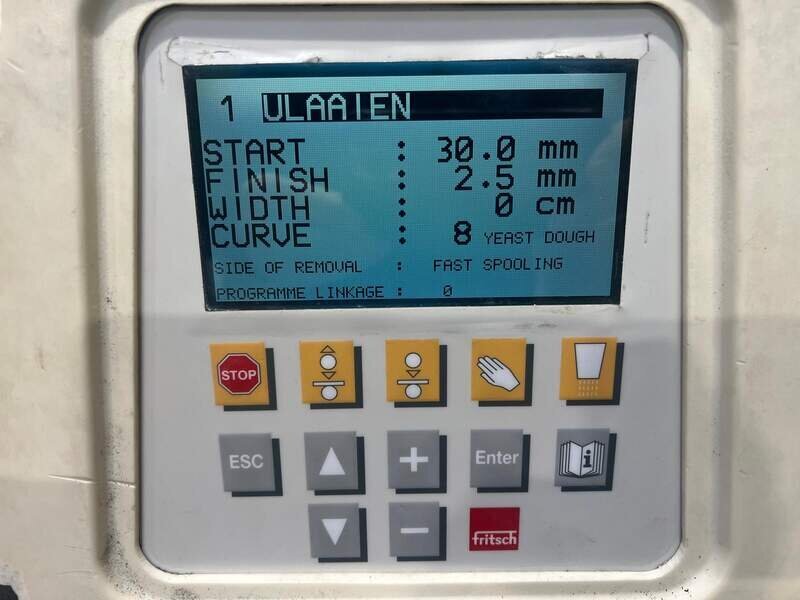 1 VLAAIEN
START : 30.0 mm
FINISH : 2.5 mm
WIDTH : 0 cm
CURVE : 8 YEAST DOUGH
SIDE OF REMOVAL : FAST SPOOLING
PROGRAMME LINKAGE : 0
STOP
ESC + Enter i
-
fritsch